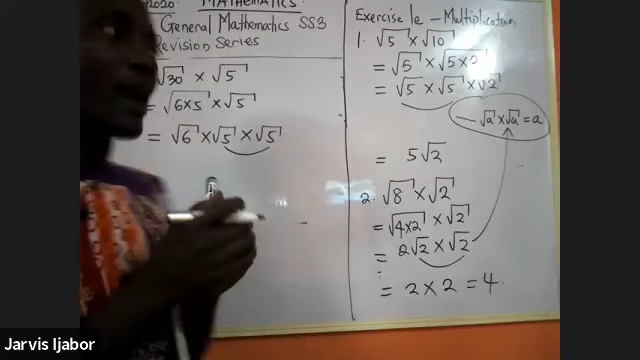 2020 MATHEMATICS
General Mathematics SS3
Revision Series
√30 × √5
= √(6×5) × √5
= √6 × √5 × √5
Exercise 1e – Multiplication
1. √5 × √10
= √5 × √(5×2)
= √5 × √5 × √2
– √a × √a = a
= 5√2
2. √8 × √2
= √(4×2) × √2
= 2√2 × √2
= 2 × 2 = 4
Jarvis Ijabor